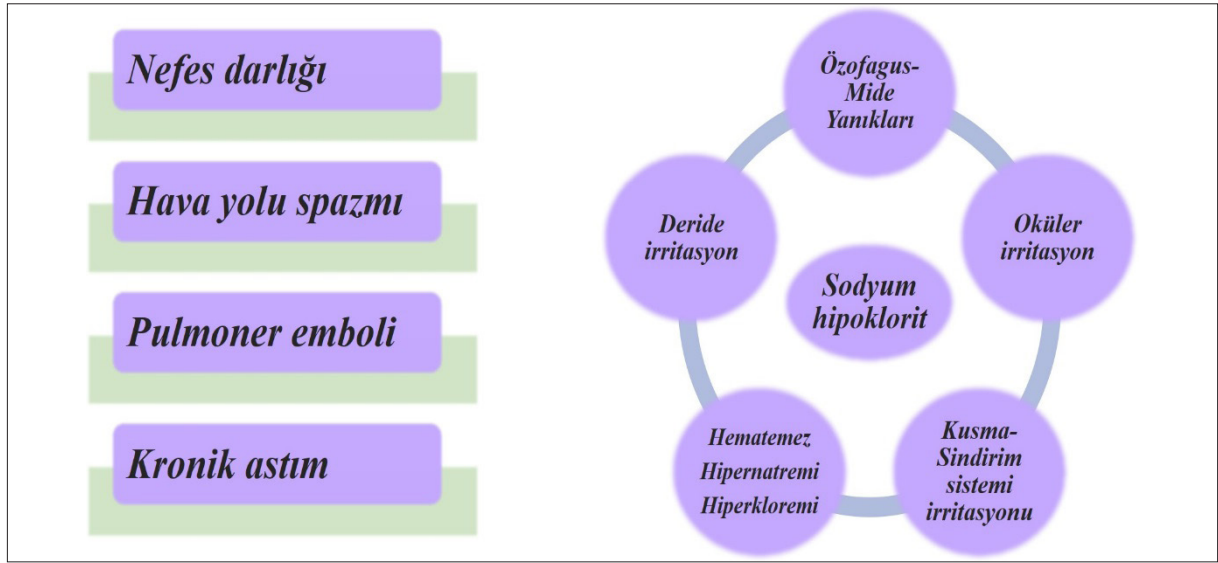 Nefes darlığı
Hava yolu spazmı
Pulmoner emboli
Kronik astım
Özofagus-
Mide
Yanıkları
Deride
irritasyon
Oküler
irritasyon
Sodyum
hipoklorit
Hematemez
Hipernatremi
Hiperkloremi
Kusma-
Sindirim
sistemi
irritasyonu